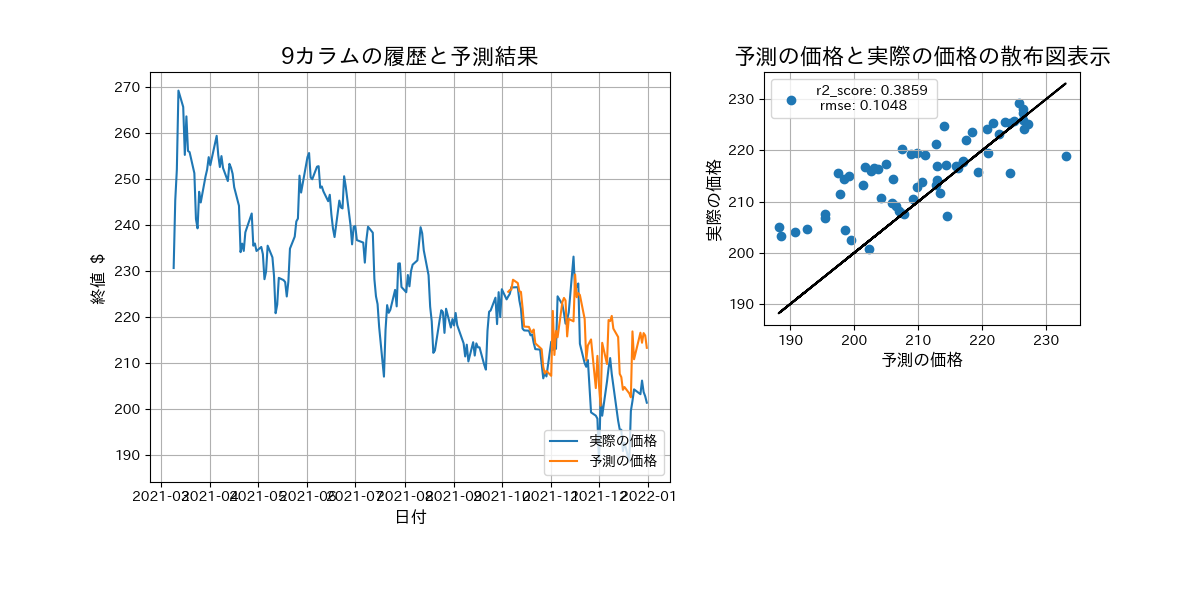 9カラムの履歴と予測結果
270
260
250
240
230
220
210
200
190
終値 $
2021-03 2021-04 2021-05 2021-06 2021-07 2021-08 2021-09 2021-10 2021-11 2021-12 2022-01
日付
実際の価格
予測の価格
予測の価格と実際の価格の散布図表示
r2_score: 0.3859
rmse: 0.1048
230
220
210
200
190
実際の価格
190 200 210 220 230
予測の価格